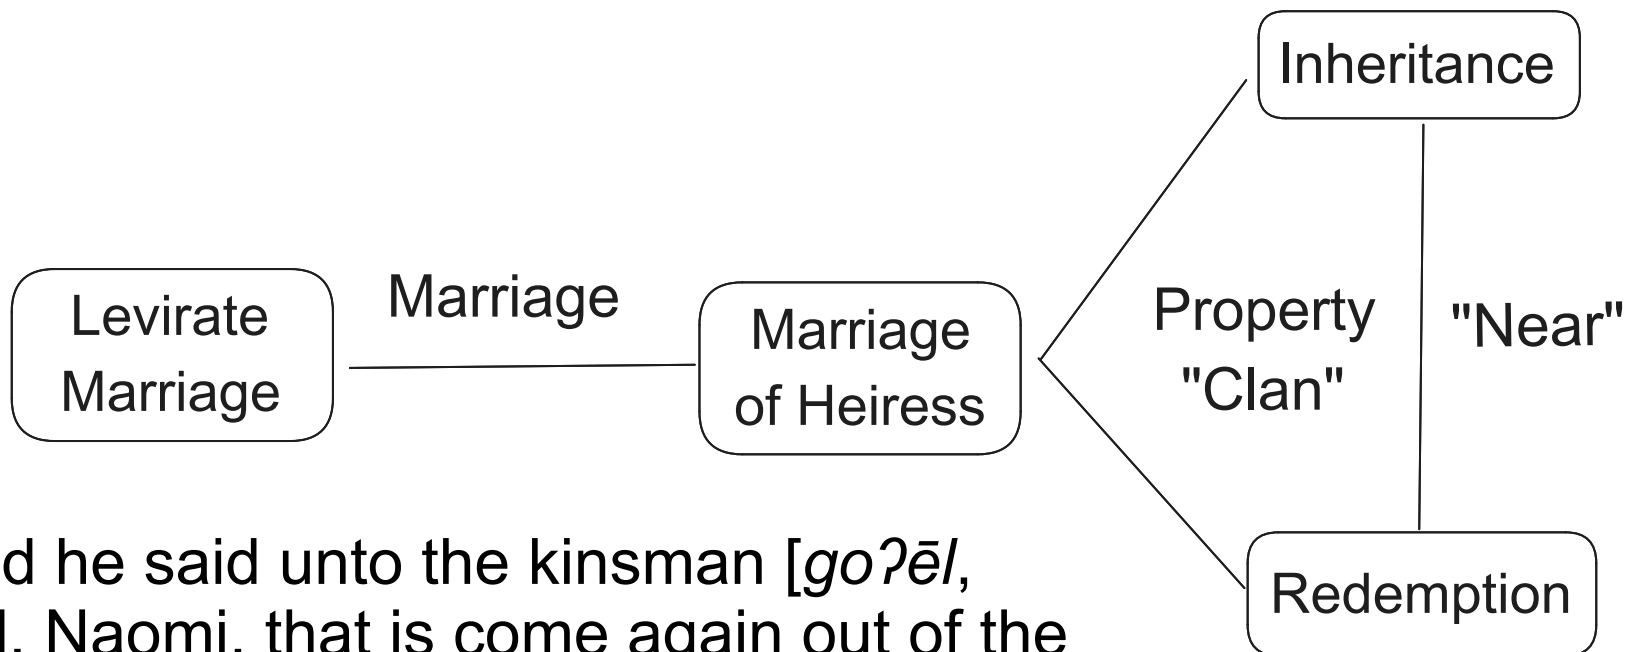 Inheritance
Levirate
Marriage
Marriage
Marriage
of Heiress
Property
"Clan"
"Near"
d he said unto the kinsman [goʔēl,
Naomi, that is come again out of the
Redemption